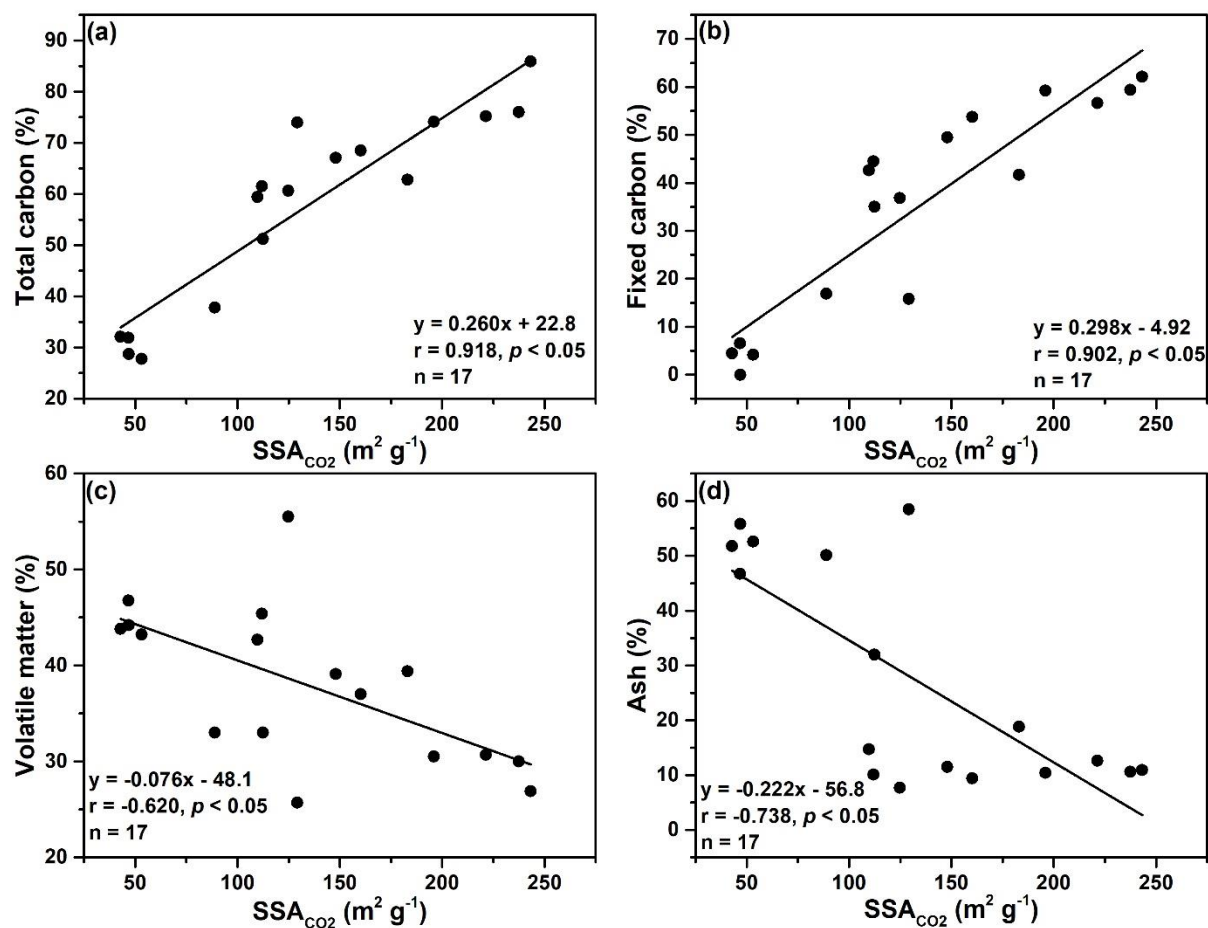 (a)
90
80
70
60
50
40
30
20
Total carbon (%)
y = 0.260x + 22.8
r = 0.918, p < 0.05
n = 17
50 100 150 200 250
SSA_CO2 (m² g⁻¹)
(b)
70
60
50
40
30
20
10
0
Fixed carbon (%)
y = 0.298x - 4.92
r = 0.902, p < 0.05
n = 17
50 100 150 200 250
SSA_CO2 (m² g⁻¹)
(c)
60
50
40
30
20
Volatile matter (%)
y = -0.076x - 48.1
r = -0.620, p < 0.05
n = 17
50 100 150 200 250
SSA_CO2 (m² g⁻¹)
(d)
60
50
40
30
20
10
0
Ash (%)
y = -0.222x - 56.8
r = -0.738, p < 0.05
n = 17
50 100 150 200 250
SSA_CO2 (m² g⁻¹)